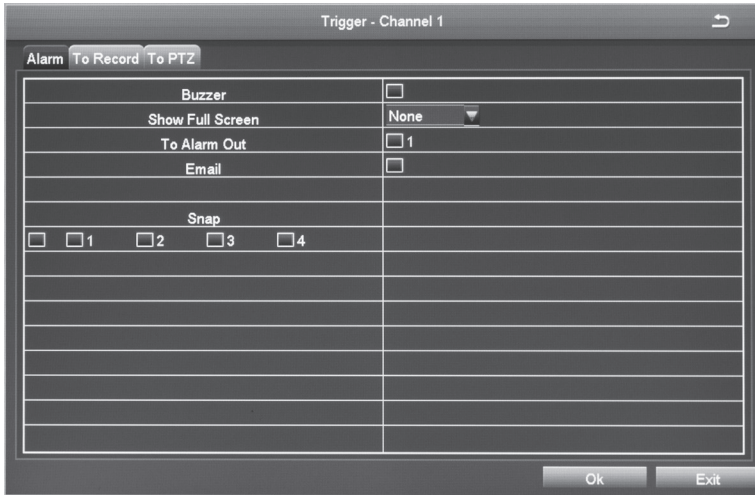 Trigger - Channel 1
Alarm To Record To PTZ
Buzzer
Show Full Screen None
To Alarm Out 1
Email
Snap
1 2 3 4
Ok Exit